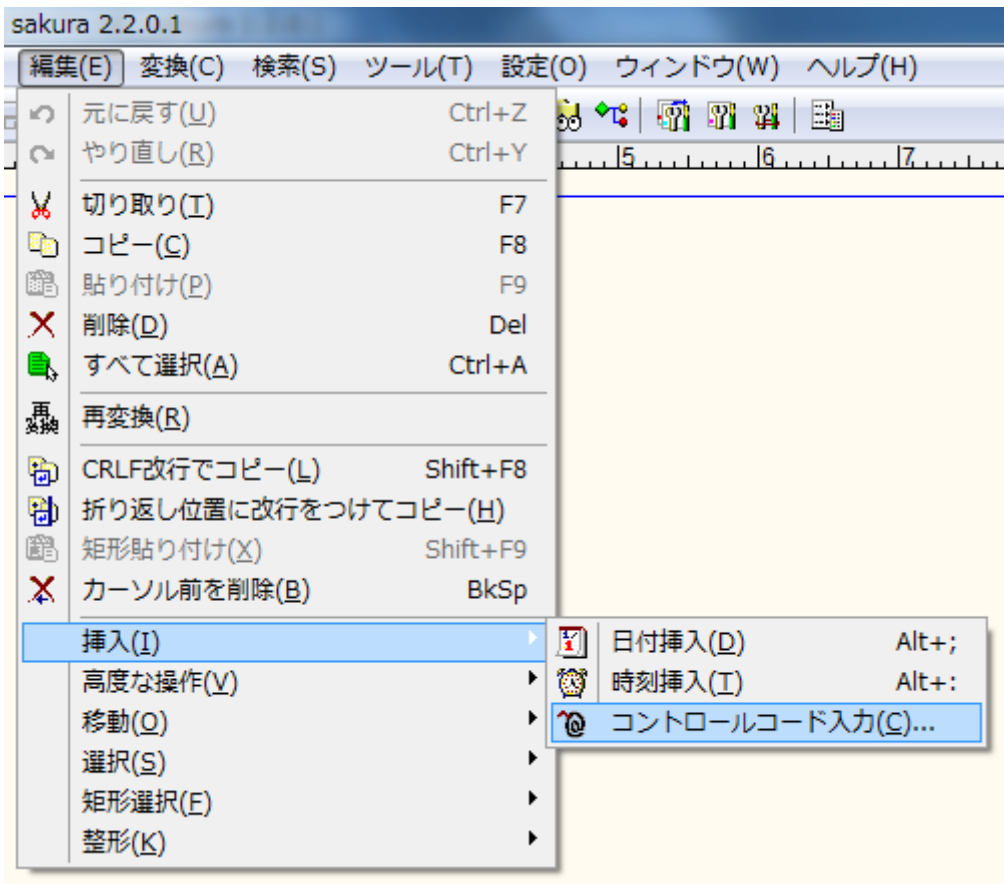 sakura 2.2.0.1
編集(E) 変換(C) 検索(S) ツール(T) 設定(O) ウィンドウ(W) ヘルプ(H)
元に戻す(U) Ctrl+Z
やり直し(R) Ctrl+Y
5 6 7
切り取り(T) F7
コピー(C) F8
貼り付け(P) F9
削除(D) Del
すべて選択(A) Ctrl+A
再変換 再変換(R)
CRLF改行でコピー(L) Shift+F8
折り返し位置に改行をつけてコピー(H)
矩形貼り付け(X) Shift+F9
カーソル前を削除(B) BkSp
挿入(I)
高度な操作(V)
移動(O)
選択(S)
矩形選択(F)
整形(K)
日付挿入(D) Alt+;
時刻挿入(T) Alt+:
コントロールコード入力(C)...